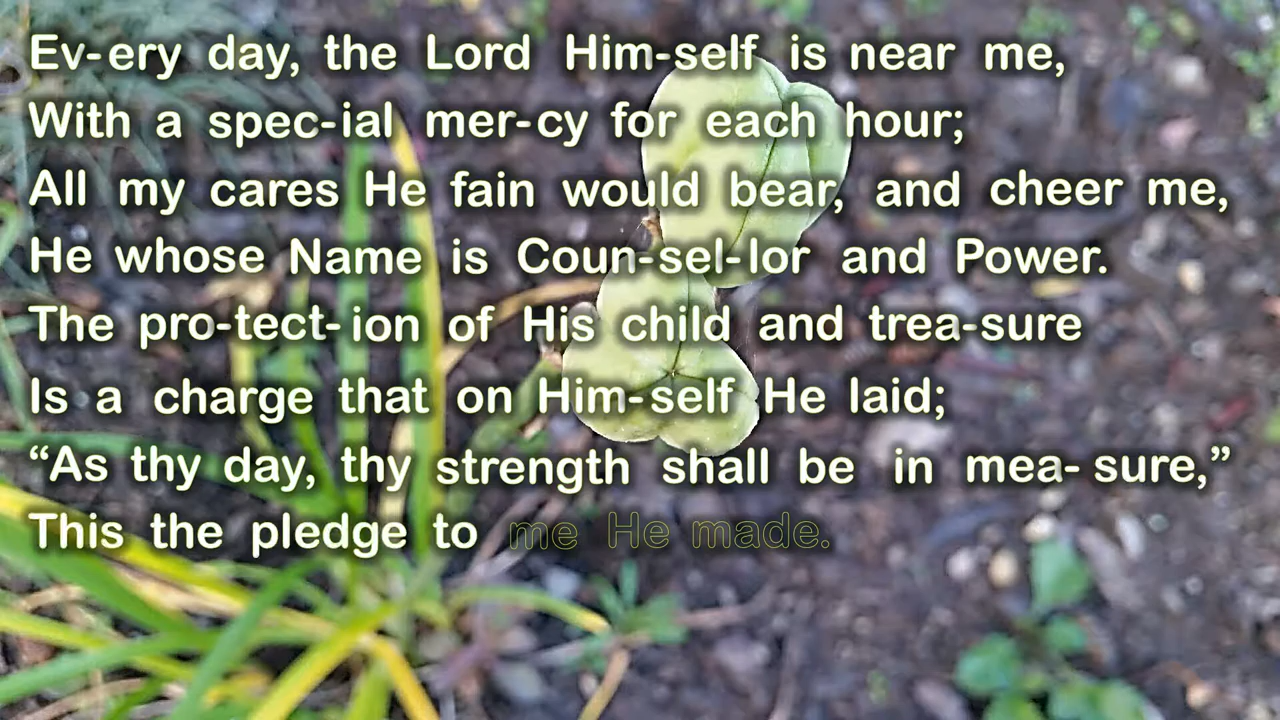 Ev-ery day, the Lord Him-self is near me,
With a spec-ial mer-cy for each hour;
All my cares He fain would bear, and cheer me,
He whose Name is Coun-sel-lor and Power.
The pro-tect-ion of His child and trea-sure
Is a charge that on Him-self He laid;
“As thy day, thy strength shall be in mea-sure,”
This the pledge to me He made.